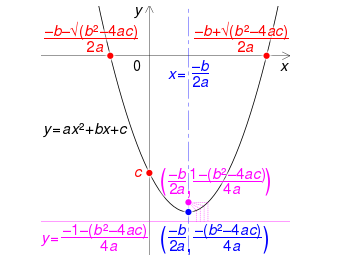 y
−b−√(b²−4ac)/2a
−b+√(b²−4ac)/2a
0
x
x=−b/2a
y=ax²+bx+c
c
(−b/2a, 1−(b²−4ac)/4a)
y=−1−(b²−4ac)/4a
(−b/2a, −(b²−4ac)/4a)